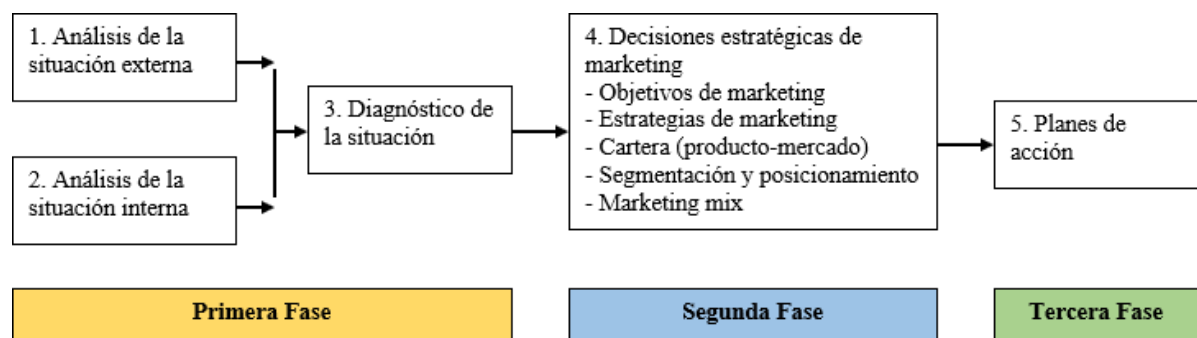 1. Análisis de la
situación externa
2. Análisis de la
situación interna
3. Diagnóstico de
la situación
4. Decisiones estratégicas de
marketing
- Objetivos de marketing
- Estrategias de marketing
- Cartera (producto-mercado)
- Segmentación y posicionamiento
- Marketing mix
5. Planes de
acción
Primera Fase
Segunda Fase
Tercera Fase